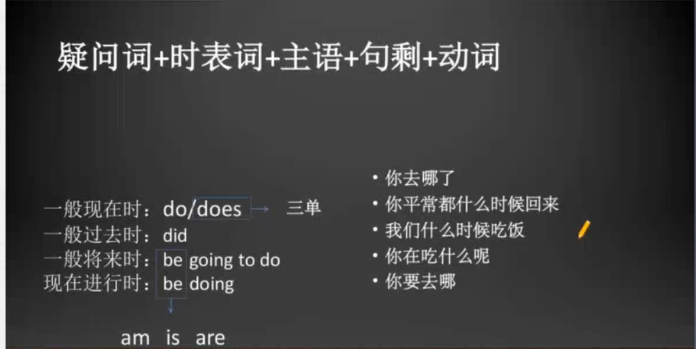 疑问词+时表词+主语+句剩+动词
一般现在时：do/does → 三单
一般过去时：did
一般将来时：be going to do
现在进行时：be doing
am is are
• 你去哪了
• 你平常都什么时候回来
• 我们什么时候吃饭
• 你在吃什么呢
• 你要去哪